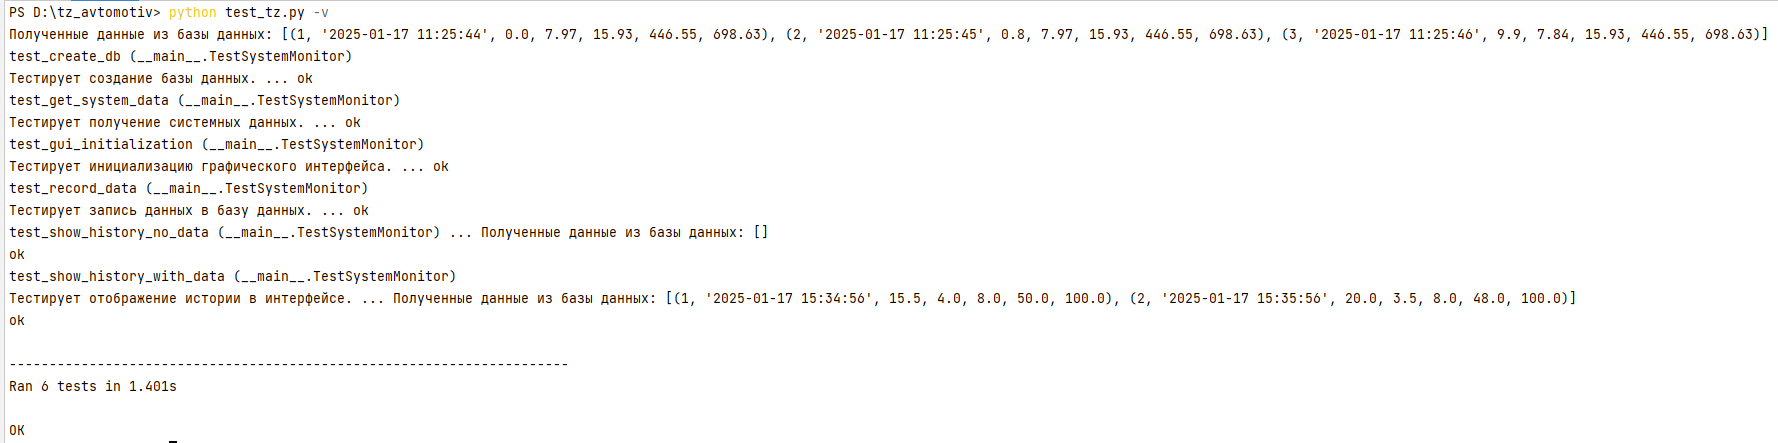 PS D:\tz_avtomotiv> python test_tz.py -v
Полученные данные из базы данных: [(1, '2025-01-17 11:25:44', 0.0, 7.97, 15.93, 446.55, 698.63), (2, '2025-01-17 11:25:45', 0.8, 7.97, 15.93, 446.55, 698.63), (3, '2025-01-17 11:25:46', 9.9, 7.84, 15.93, 446.55, 698.63)]
test_create_db (__main__.TestSystemMonitor)
Тестирует создание базы данных. ... ok
test_get_system_data (__main__.TestSystemMonitor)
Тестирует получение системных данных. ... ok
test_gui_initialization (__main__.TestSystemMonitor)
Тестирует инициализацию графического интерфейса. ... ok
test_record_data (__main__.TestSystemMonitor)
Тестирует запись данных в базу данных. ... ok
test_show_history_no_data (__main__.TestSystemMonitor) ... Полученные данные из базы данных: []
ok
test_show_history_with_data (__main__.TestSystemMonitor)
Тестирует отображение истории в интерфейсе. ... Полученные данные из базы данных: [(1, '2025-01-17 15:34:56', 15.5, 4.0, 8.0, 50.0, 100.0), (2, '2025-01-17 15:35:56', 20.0, 3.5, 8.0, 48.0, 100.0)]
ok
----------------------------------------------------------------------
Ran 6 tests in 1.401s
OK